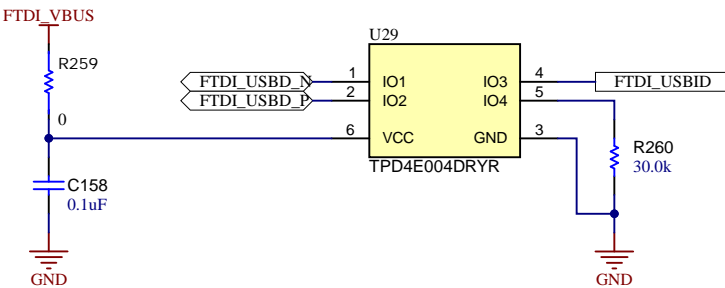 FTDI_VBUS
R259
0
C158
0.1uF
GND
U29
FTDI_USBD_N
FTDI_USBD_P
1
2
6
IO1
IO2
VCC
IO3
IO4
GND
4
5
3
TPD4E004DRYR
FTDI_USBID
R260
30.0k
GND